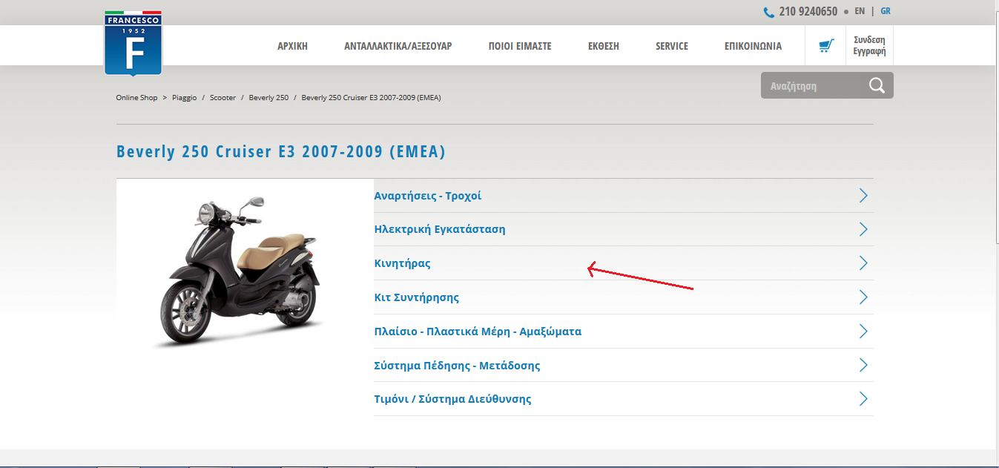 210 9240650 ● EN | GR
FRANCESCO
1952
F
ΑΡΧΙΚΗ ΑΝΤΑΛΛΑΚΤΙΚΑ/ΑΞΕΣΟΥΑΡ ΠΟΙΟΙ ΕΙΜΑΣΤΕ ΕΚΘΕΣΗ SERVICE ΕΠΙΚΟΙΝΩΝΙΑ
Συνδεση
Εγγραφή
Αναζήτηση
Online Shop > Piaggio / Scooter / Beverly 250 / Beverly 250 Cruiser E3 2007-2009 (EMEA)
Beverly 250 Cruiser E3 2007-2009 (EMEA)
Αναρτήσεις - Τροχοί
Ηλεκτρική Εγκατάσταση
Κινητήρας
Κιτ Συντήρησης
Πλαίσιο - Πλαστικά Μέρη - Αμαξώματα
Σύστημα Πέδησης - Μετάδοσης
Τιμόνι / Σύστημα Διεύθυνσης